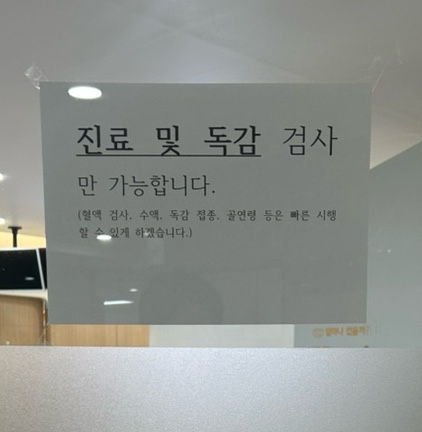 진료 및 독감 검사
만 가능합니다.
(혈액 검사, 수액, 독감 접종, 골연령 등은 빠른 시행
할 수 있게 하겠습니다.)